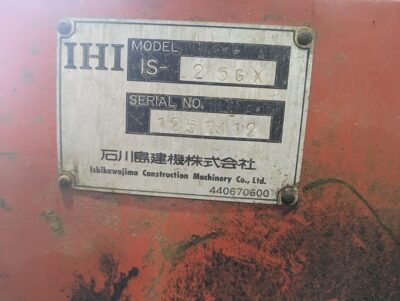 IHI
MODEL
IS- 25GX
SERIAL NO.
石川島建機株式会社
Ishikawajima Construction Machinery Co., Ltd.
440670600